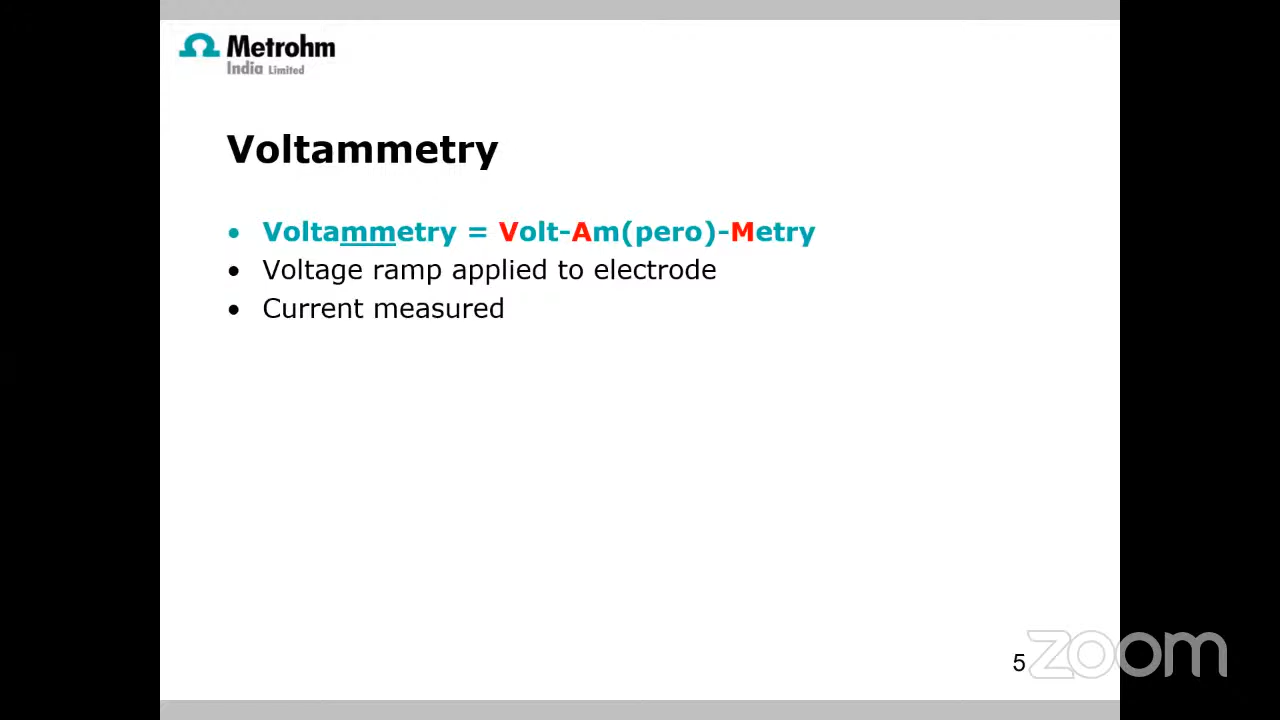 Metrohm
India Limited
Voltammetry
• Voltammetry = Volt-Am(pero)-Metry
• Voltage ramp applied to electrode
• Current measured
5
zoom